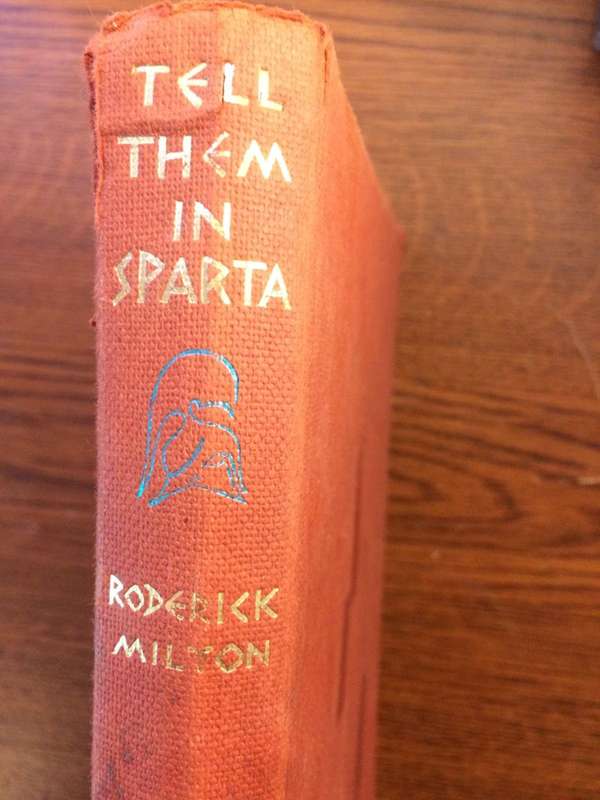 TELL
THEM
IN
SPARTA
RODERICK
MILTON